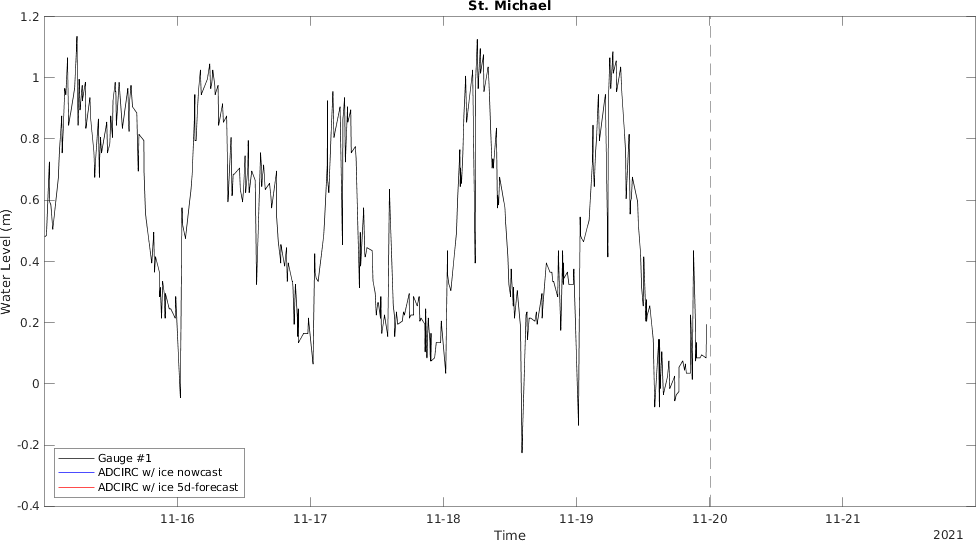 St. Michael
1.2
1
0.8
0.6
0.4
0.2
0
-0.2
-0.4
Water Level (m)
Gauge #1
ADCIRC w/ ice nowcast
ADCIRC w/ ice 5d-forecast
11-16
11-17
11-18
11-19
11-20
11-21
Time
2021